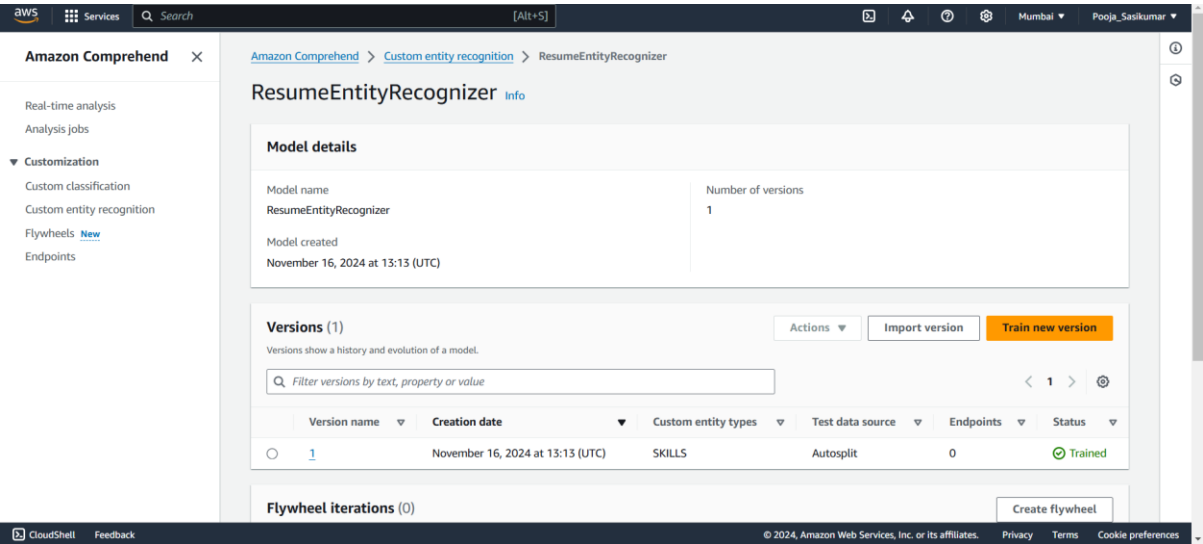 aws Services Search [Alt+S] Mumbai ▼ Pooja_Sasikumar ▼
Amazon Comprehend
Real-time analysis
Analysis jobs
Customization
Custom classification
Custom entity recognition
Flywheels New
Endpoints
Amazon Comprehend > Custom entity recognition > ResumeEntityRecognizer
ResumeEntityRecognizer Info
Model details
Model name
ResumeEntityRecognizer
Model created
November 16, 2024 at 13:13 (UTC)
Number of versions
1
Versions (1) Actions ▼ Import version Train new version
Versions show a history and evolution of a model.
Filter versions by text, property or value < 1 >
Version name Creation date Custom entity types Test data source Endpoints Status
1 November 16, 2024 at 13:13 (UTC) SKILLS Autosplit 0 Trained
Flywheel iterations (0) Create flywheel
CloudShell Feedback © 2024, Amazon Web Services, Inc. or its affiliates. Privacy Terms Cookie preferences